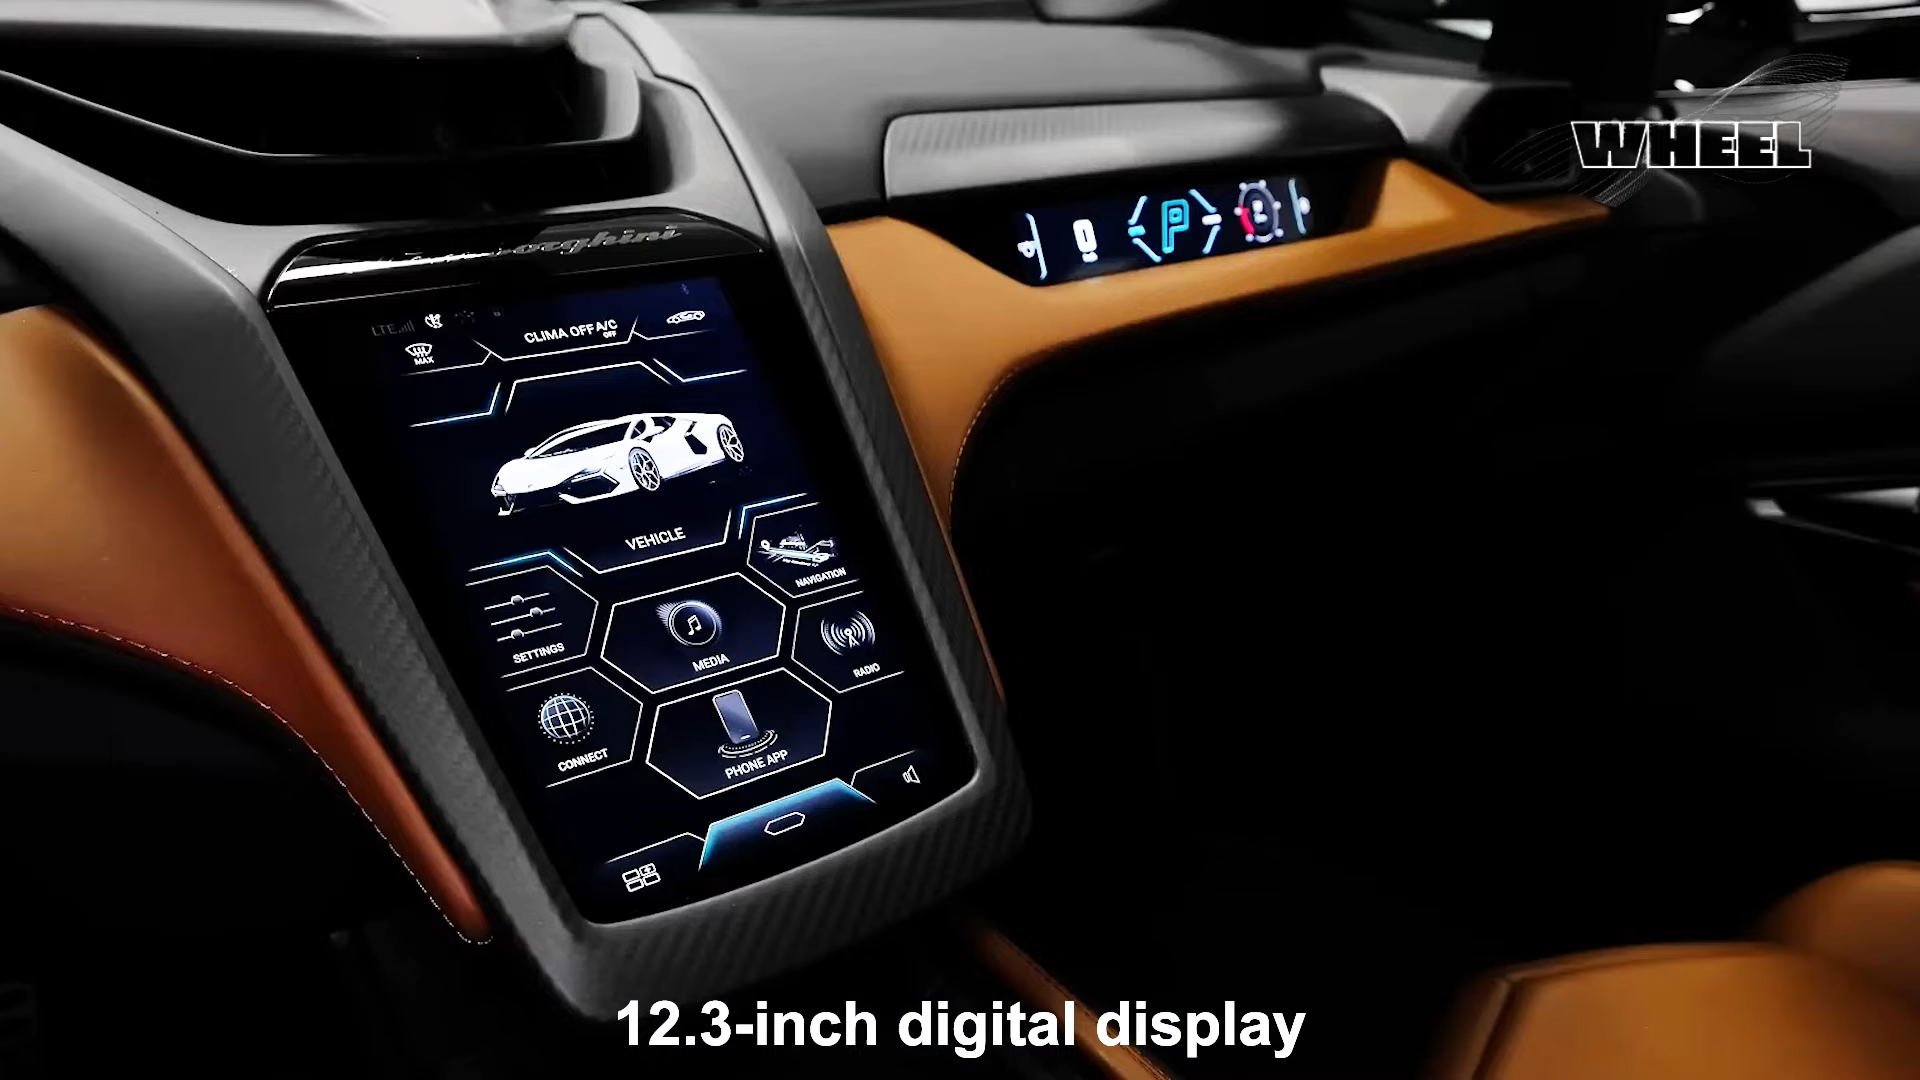 WHEEL
Lamborghini
0
P
LTE
CLIMA OFF A/C
OFF
MAX
VEHICLE
NAVIGATION
SETTINGS
MEDIA
RADIO
CONNECT
PHONE APP
12.3-inch digital display